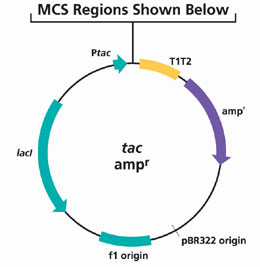 MCS Regions Shown Below
Ptac
T1T2
ampʳ
lacI
tac
ampʳ
pBR322 origin
f1 origin